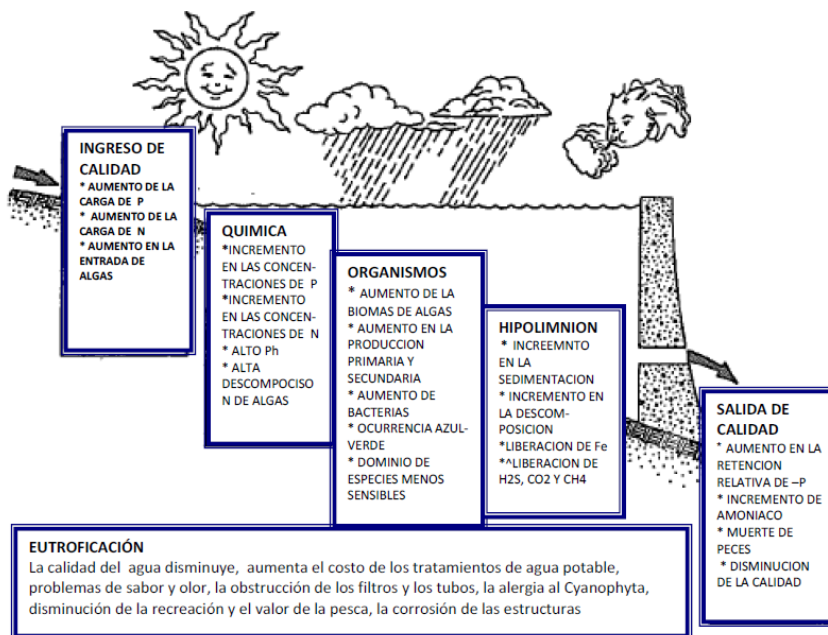 INGRESO DE
CALIDAD
* AUMENTO DE LA
CARGA DE P
* AUMENTO DE LA
CARGA DE N
* AUMENTO EN LA
ENTRADA DE
ALGAS
QUIMICA
*INCREMENTO
EN LAS CONCEN-
TRACIONES DE P
*INCREMENTO
EN LAS CONCEN-
TRACIONES DE N
* ALTO Ph
* ALTA
DESCOMPOCISO
N DE ALGAS
ORGANISMOS
* AUMENTO DE LA
BIOMAS DE ALGAS
* AUMENTO EN LA
PRODUCCION
PRIMARIA Y
SECUNDARIA
* AUMENTO DE
BACTERIAS
* OCURRENCIA AZUL-
VERDE
* DOMINIO DE
ESPECIES MENOS
SENSIBLES
HIPOLIMNION
* INCREEMNTO
EN LA
SEDIMENTACION
* INCREMENTO EN
LA DESCOM-
POSICION
*LIBERACION DE Fe
*^LIBERACION DE
H2S, CO2 Y CH4
SALIDA DE
CALIDAD
* AUMENTO EN LA
RETENCION
RELATIVA DE –P
* INCREMENTO DE
AMONIACO
* MUERTE DE
PECES
* DISMINUCION
DE LA CALIDAD
EUTROFICACIÓN
La calidad del agua disminuye, aumenta el costo de los tratamientos de agua potable,
problemas de sabor y olor, la obstrucción de los filtros y los tubos, la alergia al Cyanophyta,
disminución de la recreación y el valor de la pesca, la corrosión de las estructuras